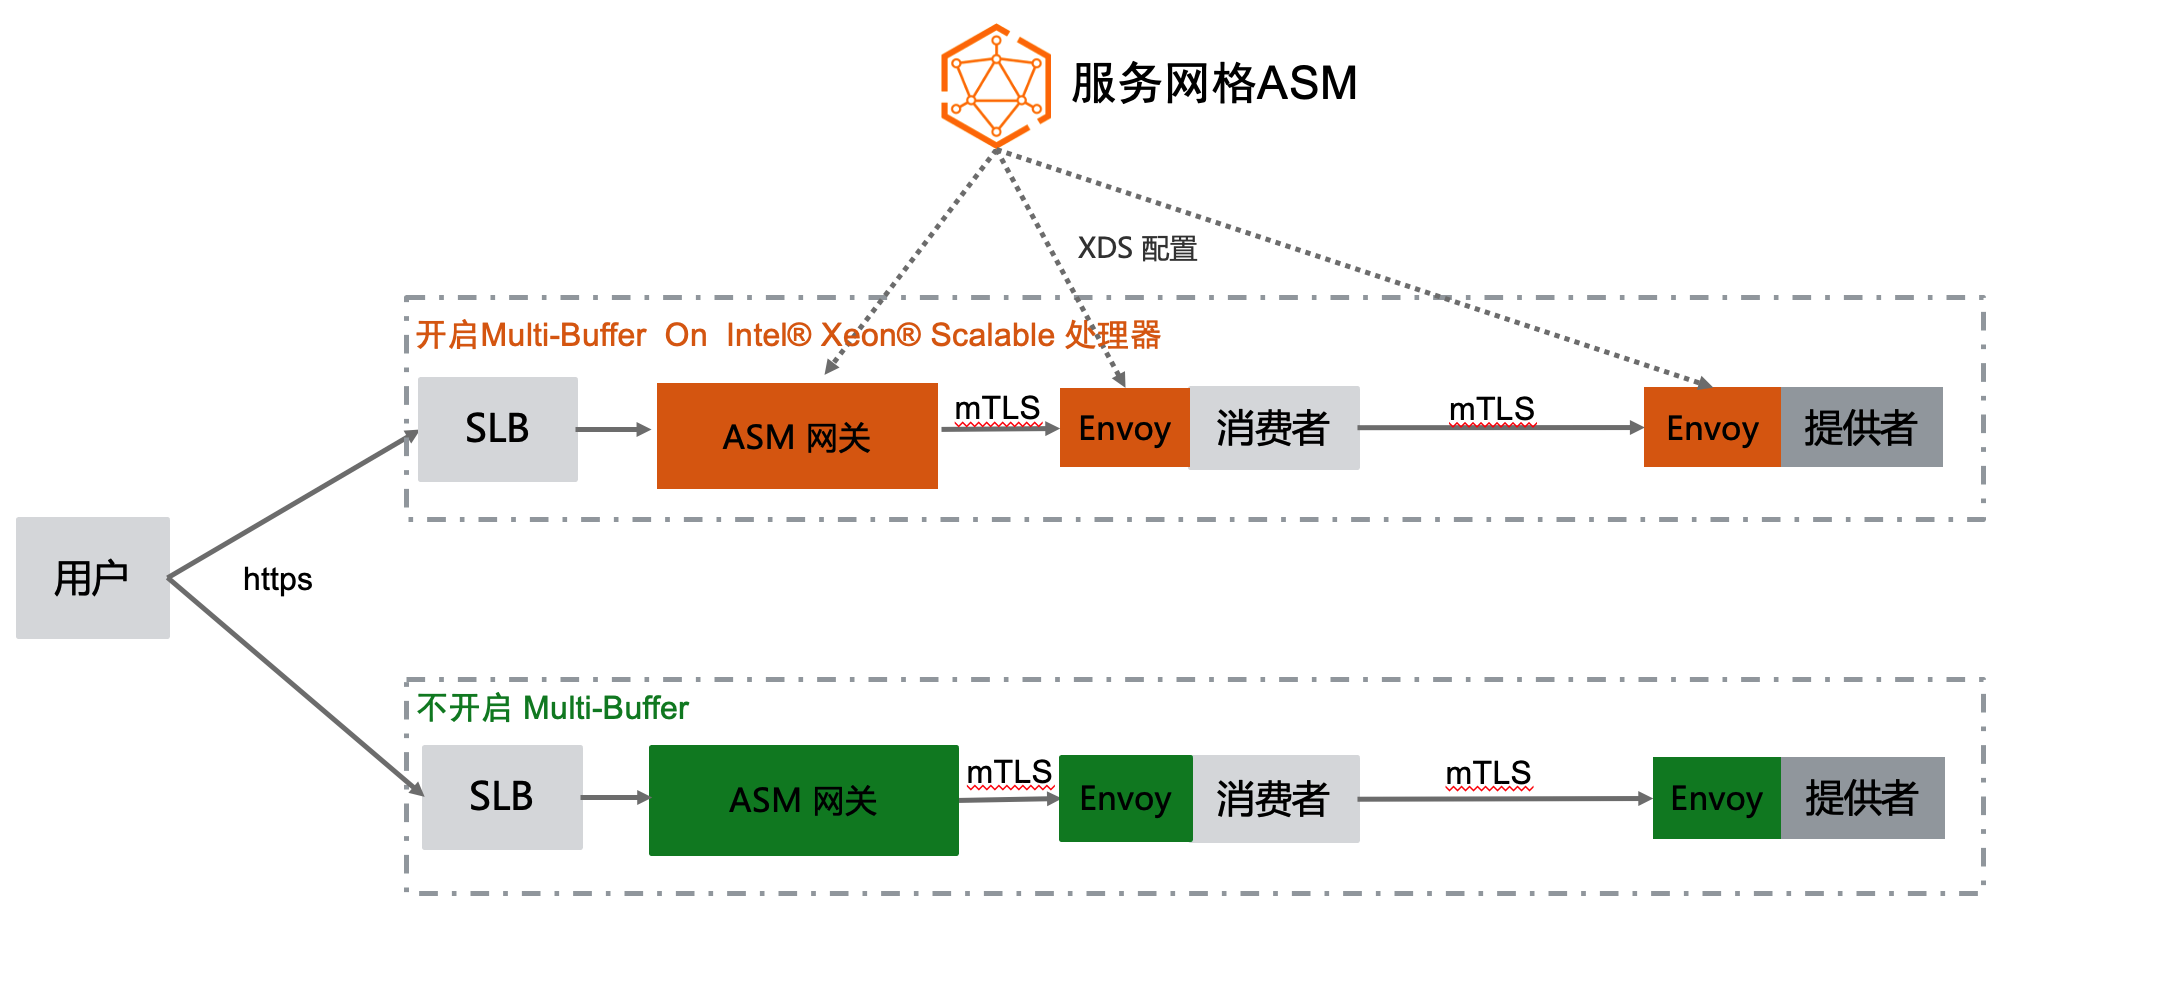 服务网格ASM
XDS 配置
开启Multi-Buffer On Intel® Xeon® Scalable 处理器
SLB
ASM 网关
mTLS
Envoy
消费者
mTLS
Envoy
提供者
用户
https
不开启 Multi-Buffer
SLB
ASM 网关
mTLS
Envoy
消费者
mTLS
Envoy
提供者